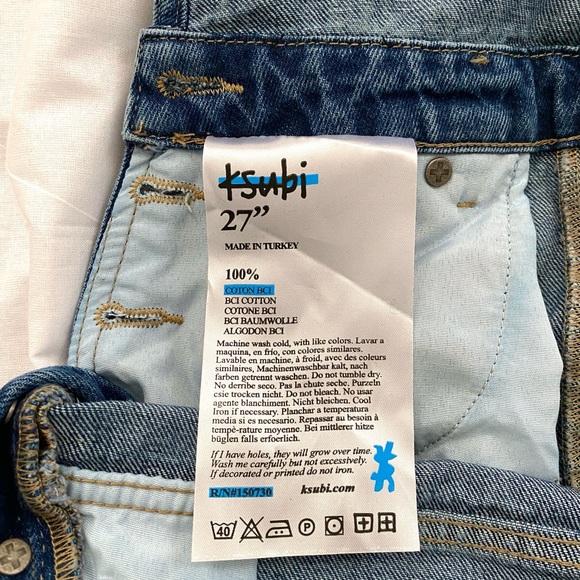 ksubi
27”
MADE IN TURKEY
100%
COTON BCI
BCI COTTON
COTONE BCI
BCI BAUMWOLLE
ALGODON BCI
Machine wash cold, with like colors. Lavar a
maquina, en frío, con colores similares.
Lavable en machine, à froid, avec des coleurs
similaires, Machinenwaschbar kalt, nach
farben getrennt waschen. Do not tumble dry.
No derribe seco. Pas la chute seche. Purzeln
csie trocken nicht. Do not bleach. No usar
agente blanchiment. Nicht bleichen. Cool
Iron if necessary. Planchar a temperatura
media si es necesario. Repassar au besoin à
tempè-rature moyenne. Bei mittlerer hitze
büglen falls erfoerlich.
If I have holes, they will grow over time.
Wash me carefully but not excessively.
If decorated or printed do not iron.
R/N#150730
ksubi.com
40
P